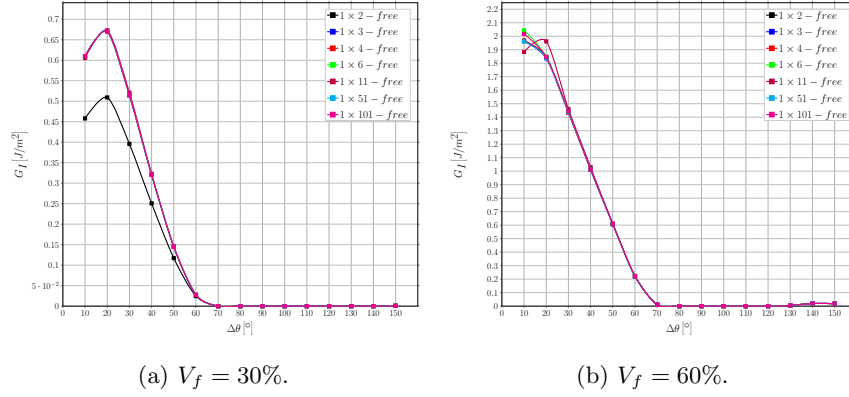 0.7
0.65
0.6
0.55
0.5
0.45
0.4
0.35
0.3
0.25
0.2
0.15
0.1
5 · 10⁻²
0
G_I [J/m²]
0 10 20 30 40 50 60 70 80 90 100 110 120 130 140 150
Δθ [°]
1 × 2 − free
1 × 3 − free
1 × 4 − free
1 × 6 − free
1 × 11 − free
1 × 51 − free
1 × 101 − free
(a) V_f = 30%.
2.2
2.1
2
1.9
1.8
1.7
1.6
1.5
1.4
1.3
1.2
1.1
1
0.9
0.8
0.7
0.6
0.5
0.4
0.3
0.2
0.1
0
G_I [J/m²]
0 10 20 30 40 50 60 70 80 90 100 110 120 130 140 150
Δθ [°]
1 × 2 − free
1 × 3 − free
1 × 4 − free
1 × 6 − free
1 × 11 − free
1 × 51 − free
1 × 101 − free
(b) V_f = 60%.